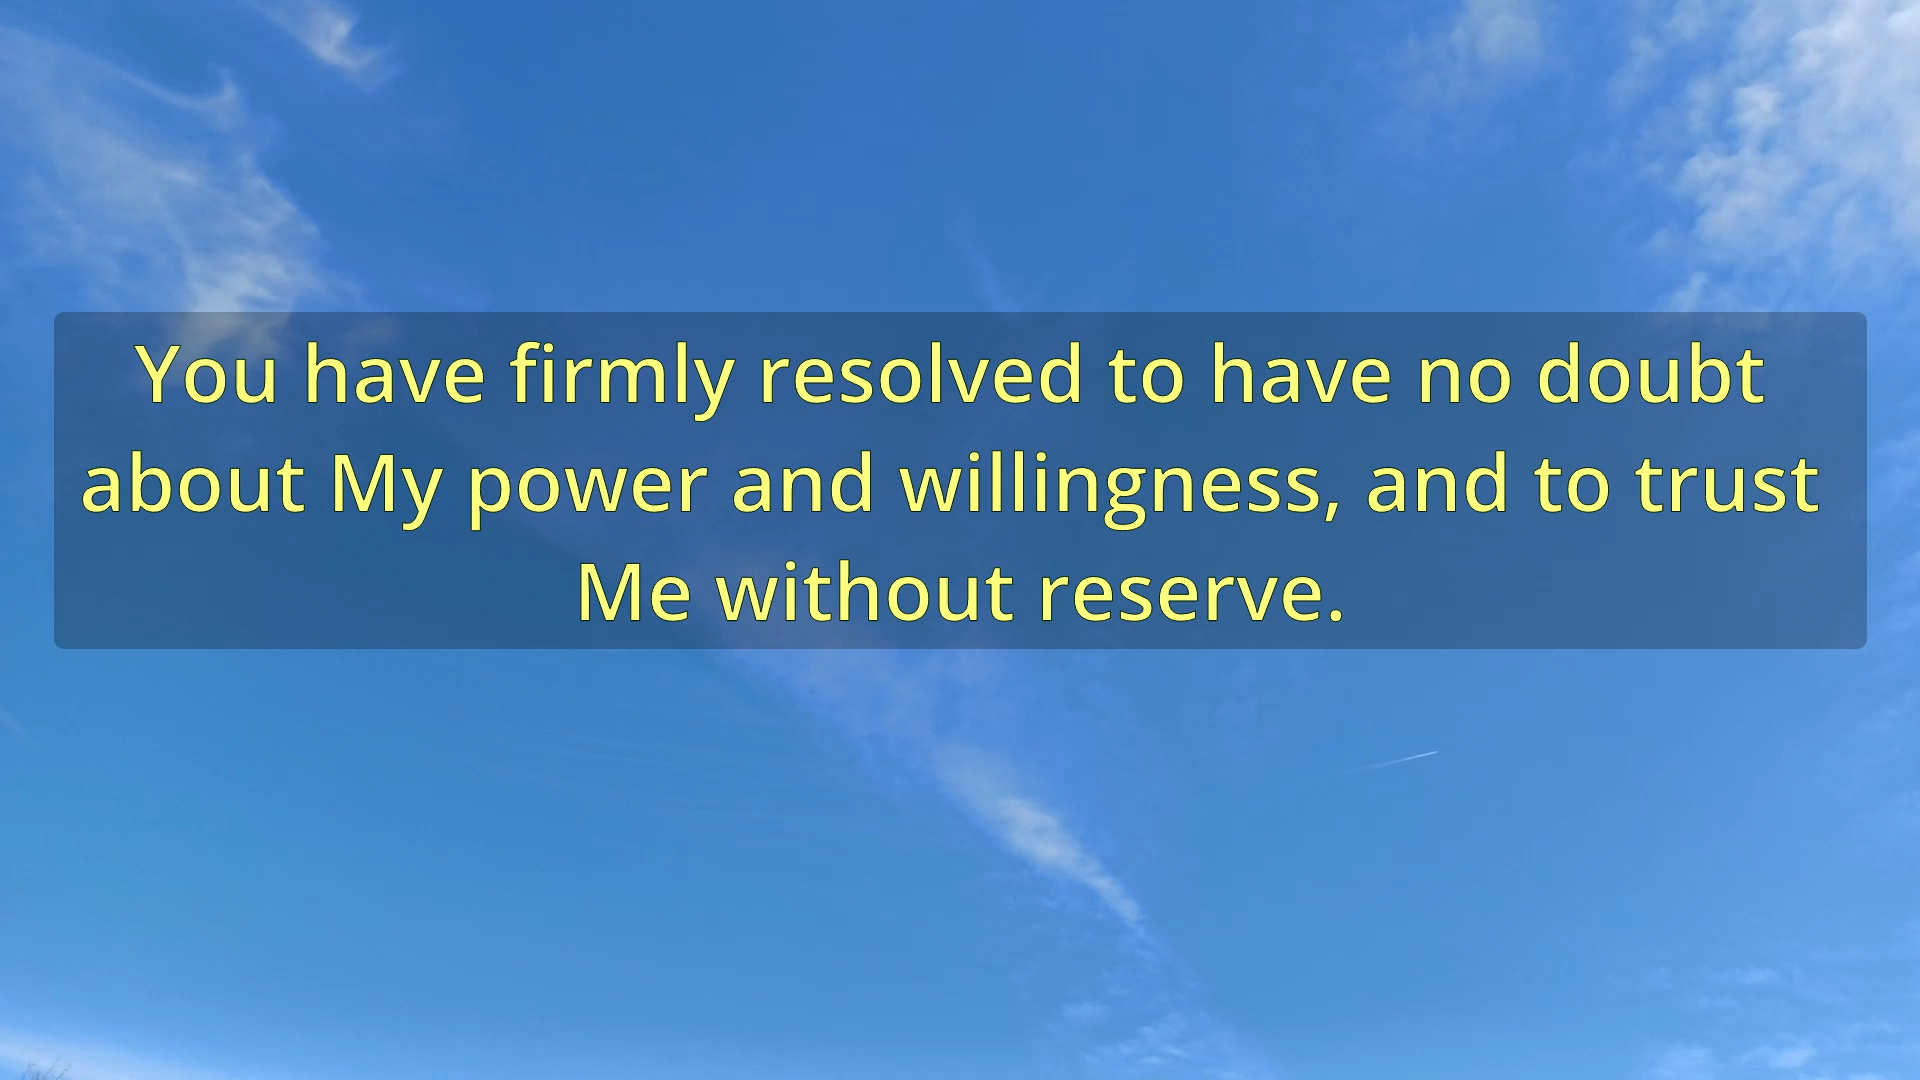 You have firmly resolved to have no doubt
about My power and willingness, and to trust
Me without reserve.